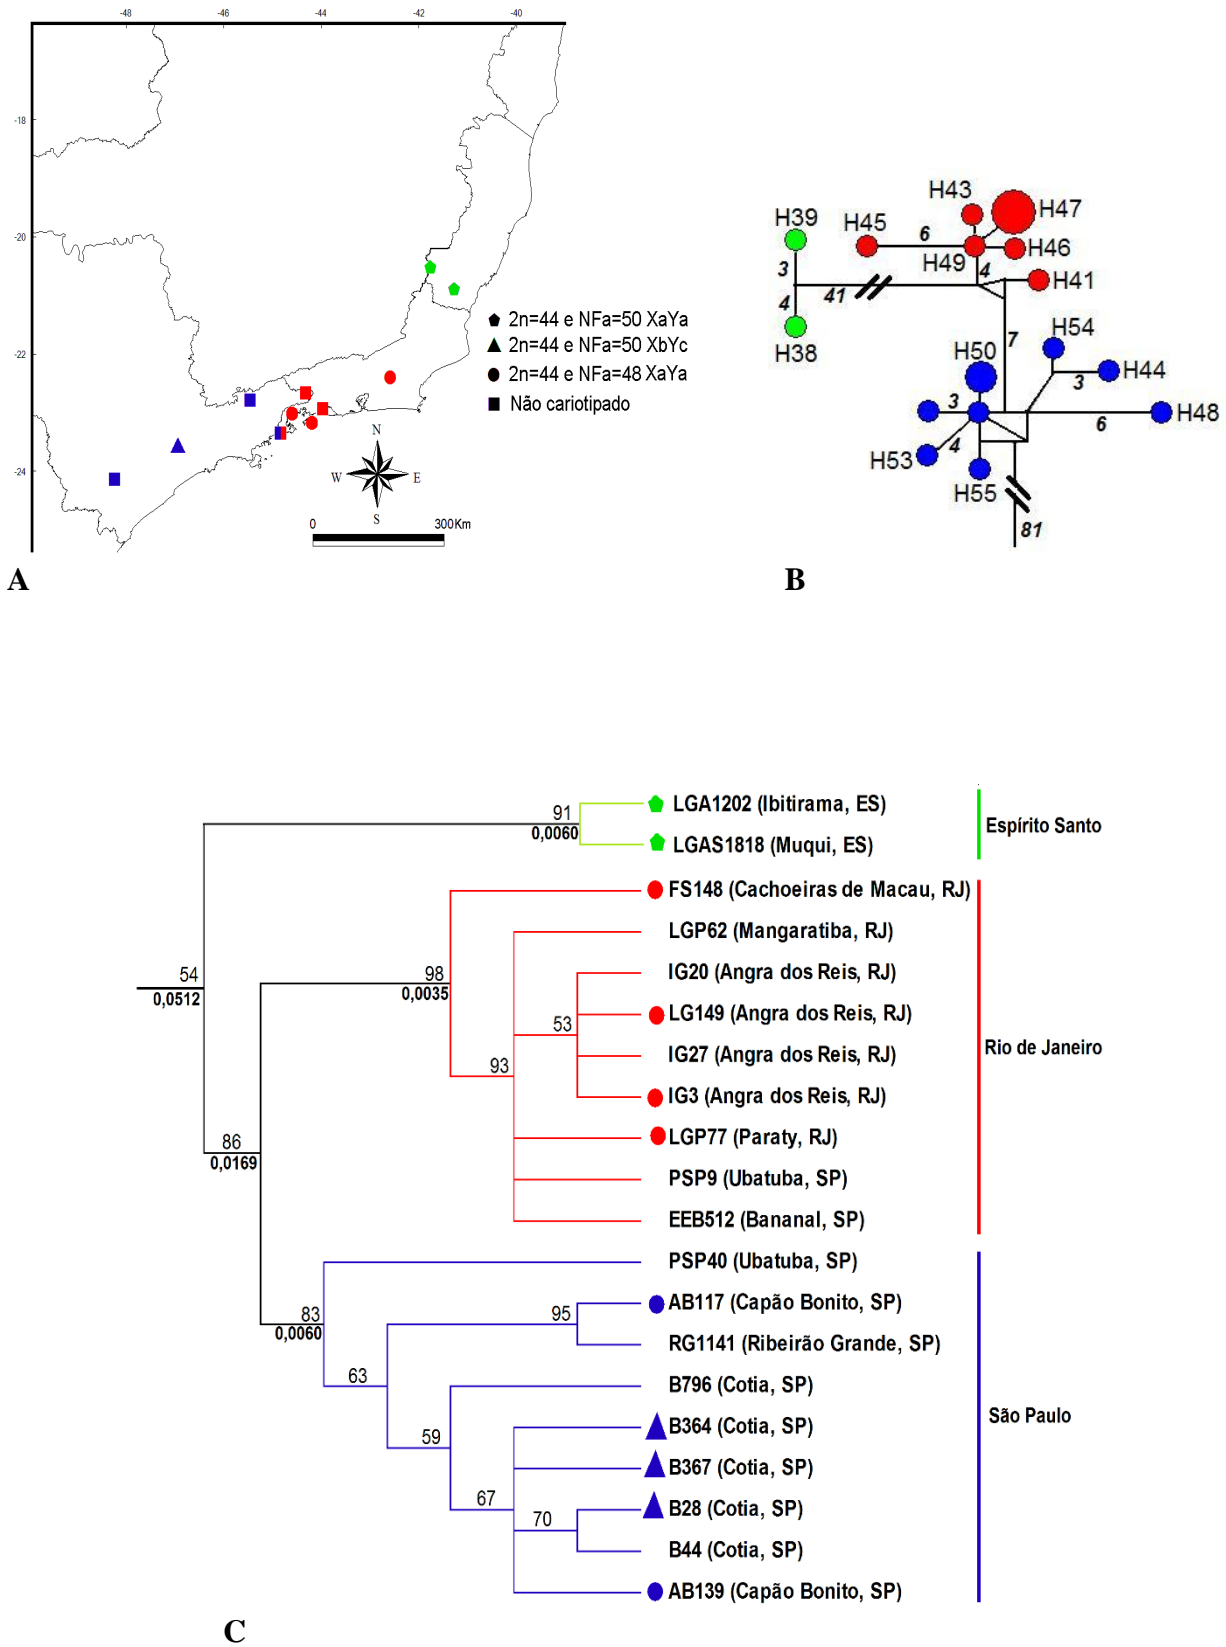 -48 -46 -44 -42 -40
-18
-20
-22
-24
2n=44 e NFa=50 XaYa
2n=44 e NFa=50 XbYc
2n=44 e NFa=48 XaYa
Não cariotipado
N
W E
S
0 300Km
A
H43
H47
H39
H45
6
H49
H46
3
4
H41
4
41
H38
7
H54
H50
3
H44
3
6
H48
4
H53
H55
81
B
LGA1202 (Ibitirama, ES)
91
0,0060
Espírito Santo
LGAS1818 (Muqui, ES)
FS148 (Cachoeiras de Macau, RJ)
LGP62 (Mangaratiba, RJ)
54
0,0512
98
0,0035
IG20 (Angra dos Reis, RJ)
53
LG149 (Angra dos Reis, RJ)
Rio de Janeiro
IG27 (Angra dos Reis, RJ)
93
IG3 (Angra dos Reis, RJ)
LGP77 (Paraty, RJ)
86
0,0169
PSP9 (Ubatuba, SP)
EEB512 (Bananal, SP)
PSP40 (Ubatuba, SP)
83
0,0060
95
AB117 (Capão Bonito, SP)
RG1141 (Ribeirão Grande, SP)
63
B796 (Cotia, SP)
São Paulo
59
B364 (Cotia, SP)
B367 (Cotia, SP)
67
B28 (Cotia, SP)
70
B44 (Cotia, SP)
AB139 (Capão Bonito, SP)
C